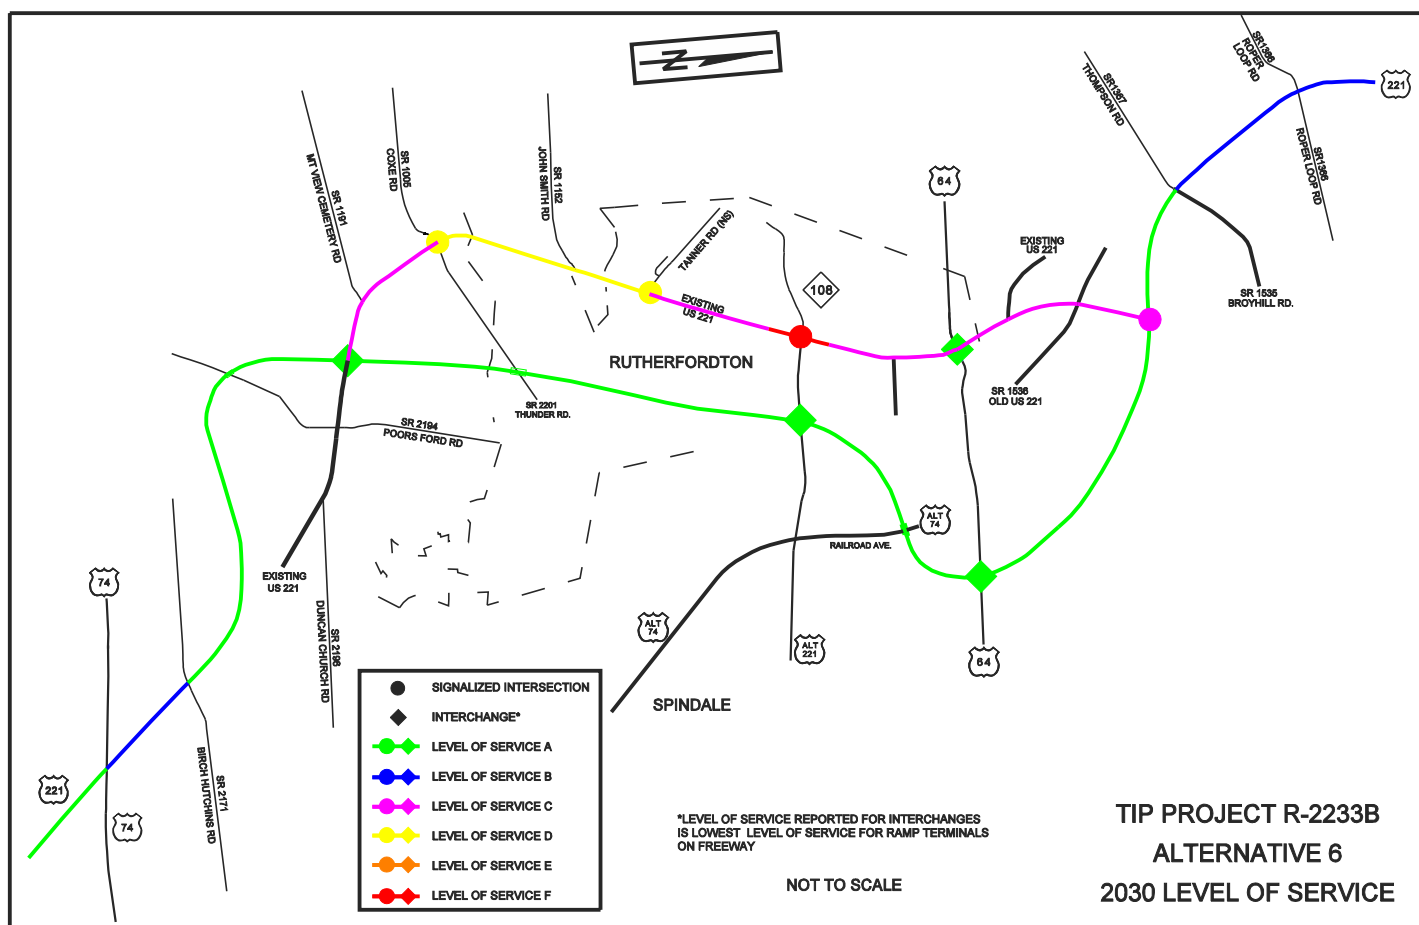 N
SR1366
ROPER
LOOP RD
SR1367
THOMPSON RD
221
SR1366
ROPER LOOP RD
SR 1005
COXE RD
SR 1152
JOHN SMITH RD
SR 1191
MT VIEW CEMETERY RD
64
TANNER RD (NS)
EXISTING
US 221
108
EXISTING
US 221
SR 1535
BROYHILL RD.
RUTHERFORDTON
SR 1536
OLD US 221
SR 2201
THUNDER RD.
SR 2194
POORS FORD RD
ALT
74
RAILROAD AVE.
EXISTING
US 221
74
SR 2196
DUNCAN CHURCH RD
ALT
74
ALT
221
64
SPINDALE
SR 2171
BIRCH HUTCHINS RD
221
74
SIGNALIZED INTERSECTION
INTERCHANGE*
LEVEL OF SERVICE A
LEVEL OF SERVICE B
LEVEL OF SERVICE C
LEVEL OF SERVICE D
LEVEL OF SERVICE E
LEVEL OF SERVICE F
*LEVEL OF SERVICE REPORTED FOR INTERCHANGES
IS LOWEST LEVEL OF SERVICE FOR RAMP TERMINALS
ON FREEWAY
NOT TO SCALE
TIP PROJECT R-2233B
ALTERNATIVE 6
2030 LEVEL OF SERVICE